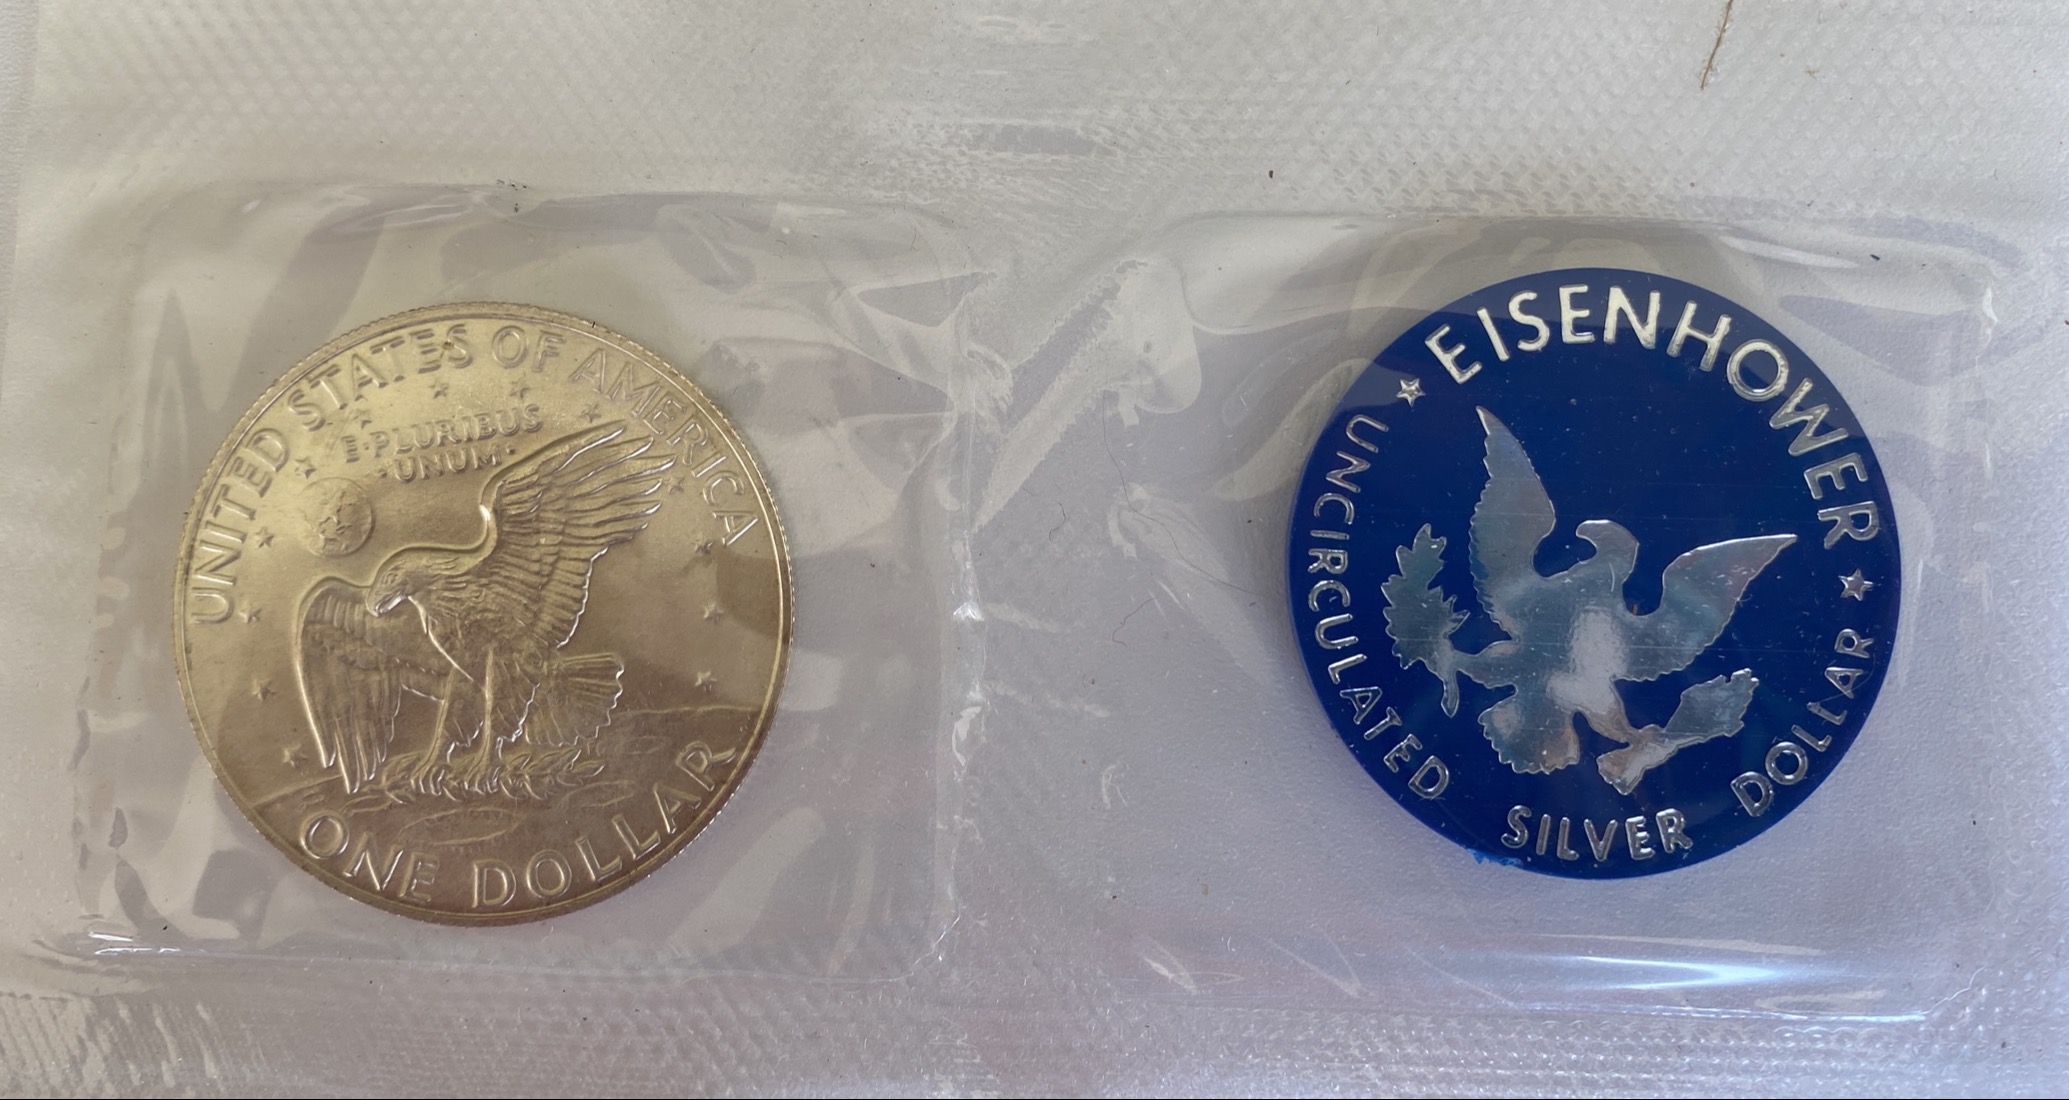 UNITED STATES OF AMERICA
E·PLURIBUS
·UNUM·
ONE DOLLAR
EISENHOWER
UNCIRCULATED SILVER DOLLAR